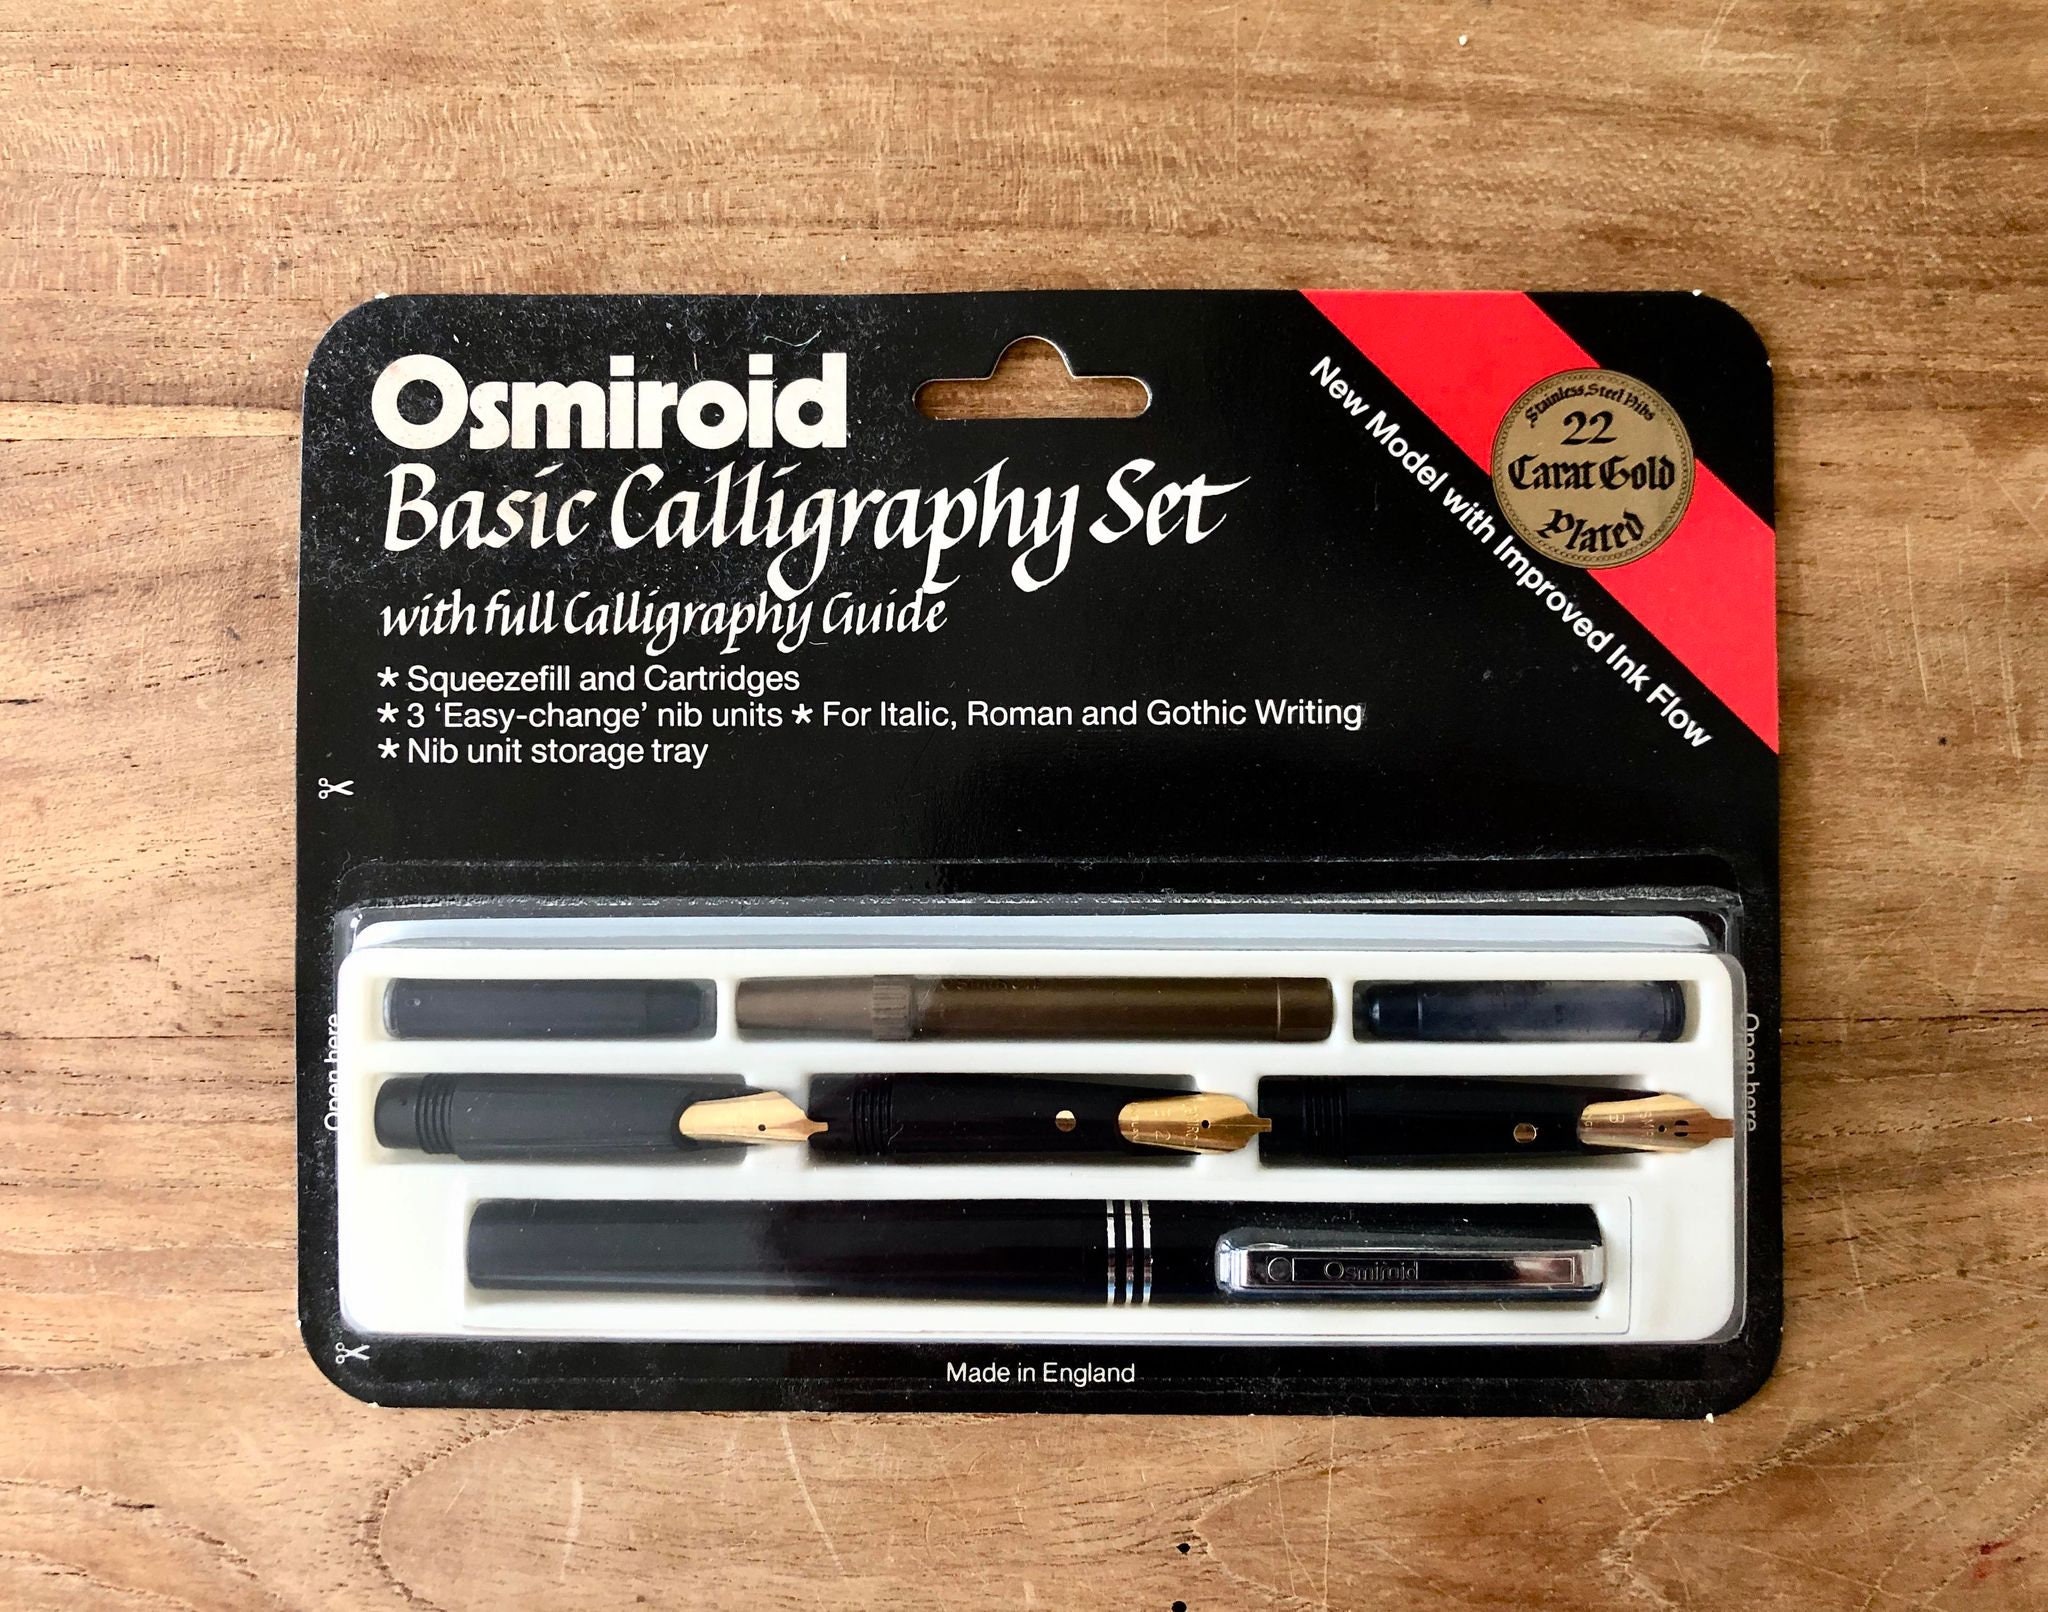 Osmiroid
Basic Calligraphy Set
with full Calligraphy Guide
* Squeezefill and Cartridges
* 3 ‘Easy-change’ nib units * For Italic, Roman and Gothic Writing
* Nib unit storage tray
New Model with Improved Ink Flow
Stainless Steel Nibs
22
Carat Gold
Plated
Open here
Open here
Osmiroid
Made in England